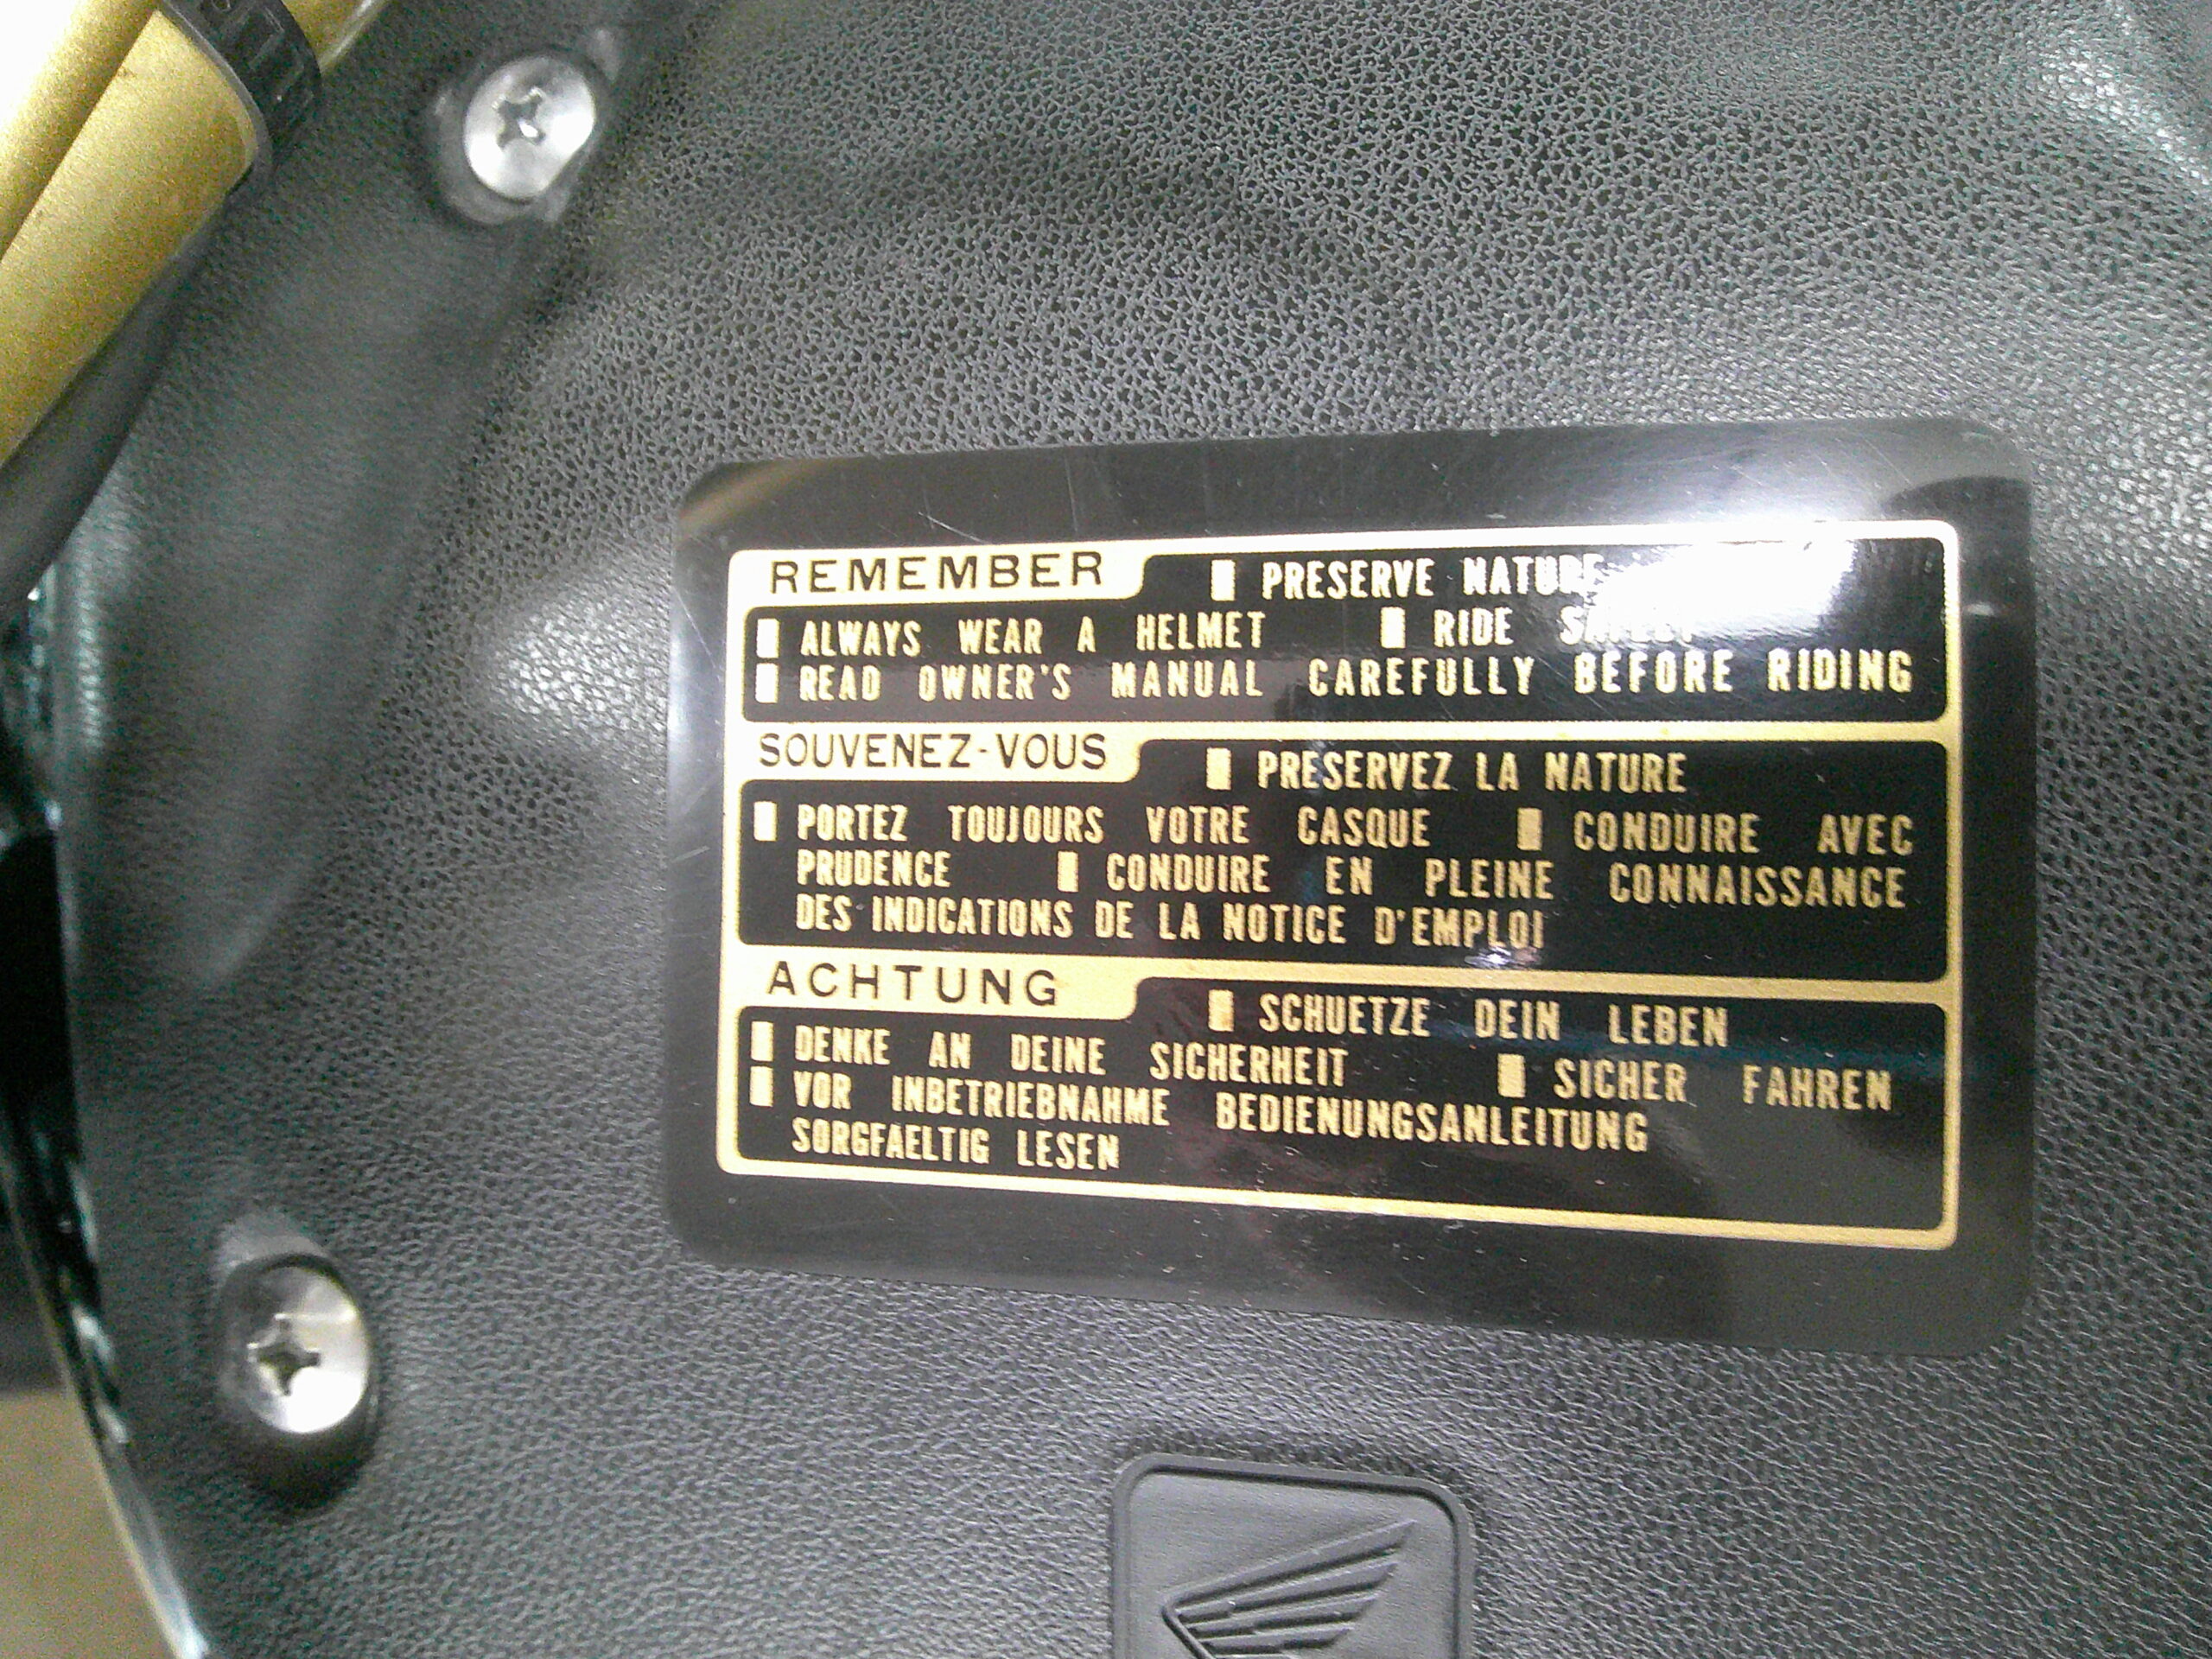 REMEMBER ▮ PRESERVE NATURE
▮ ALWAYS WEAR A HELMET ▮ RIDE SAFELY
▮ READ OWNER'S MANUAL CAREFULLY BEFORE RIDING
SOUVENEZ-VOUS ▮ PRESERVEZ LA NATURE
▮ PORTEZ TOUJOURS VOTRE CASQUE ▮ CONDUIRE AVEC
PRUDENCE ▮ CONDUIRE EN PLEINE CONNAISSANCE
DES INDICATIONS DE LA NOTICE D'EMPLOI
ACHTUNG ▮ SCHUETZE DEIN LEBEN
▮ DENKE AN DEINE SICHERHEIT ▮ SICHER FAHREN
▮ VOR INBETRIEBNAHME BEDIENUNGSANLEITUNG
SORGFAELTIG LESEN